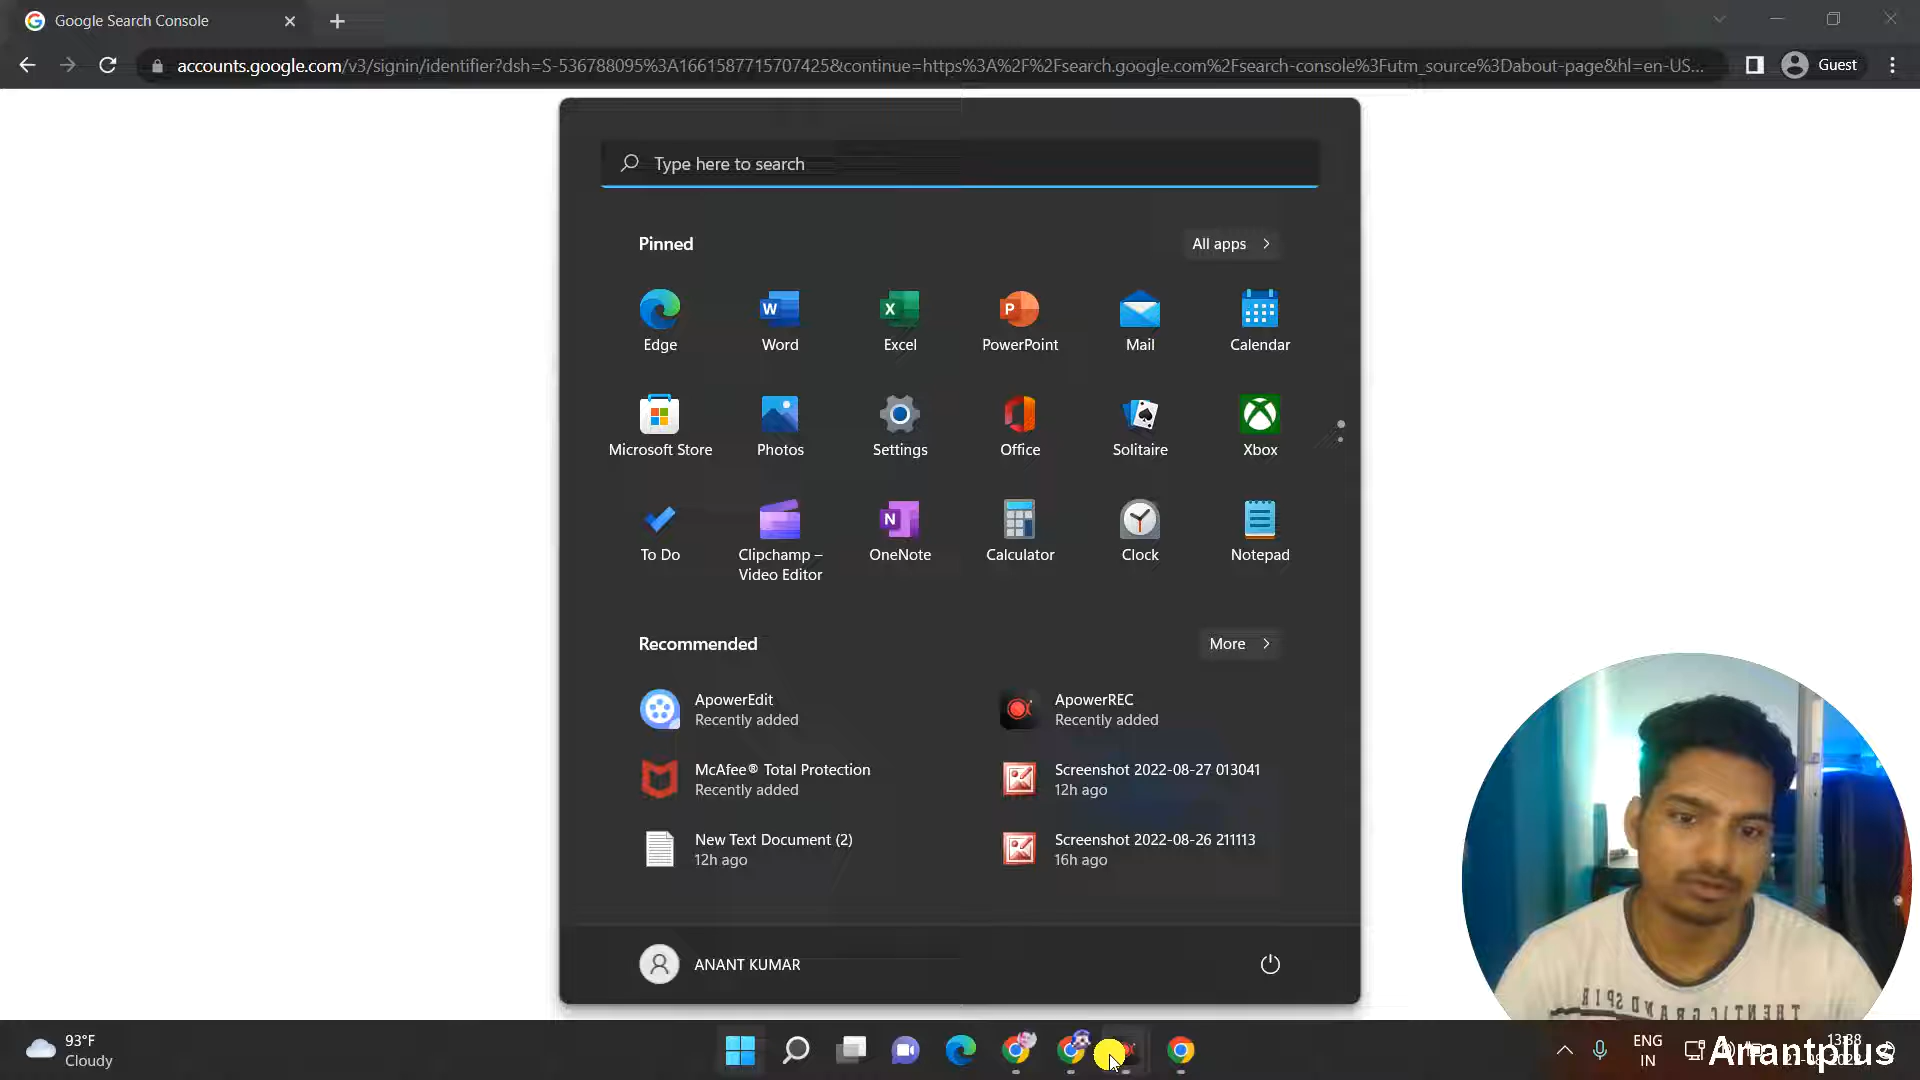 Google Search Console
accounts.google.com/v3/signin/identifier?dsh=S-536788095%3A1661587715707425&continue=https%3A%2F%2Fsearch.google.com%2Fsearch-console%3Futm_source%3Dabout-page&hl=en-US...
Guest
Type here to search
Pinned
All apps
Edge
Word
Excel
PowerPoint
Mail
Calendar
Microsoft Store
Photos
Settings
Office
Solitaire
Xbox
To Do
Clipchamp –
Video Editor
OneNote
Calculator
Clock
Notepad
Recommended
More
ApowerEdit
Recently added
ApowerREC
Recently added
McAfee® Total Protection
Recently added
Screenshot 2022-08-27 013041
12h ago
New Text Document (2)
12h ago
Screenshot 2022-08-26 211113
16h ago
ANANT KUMAR
93°F
Cloudy
ENG
IN
13:38
Anantplus